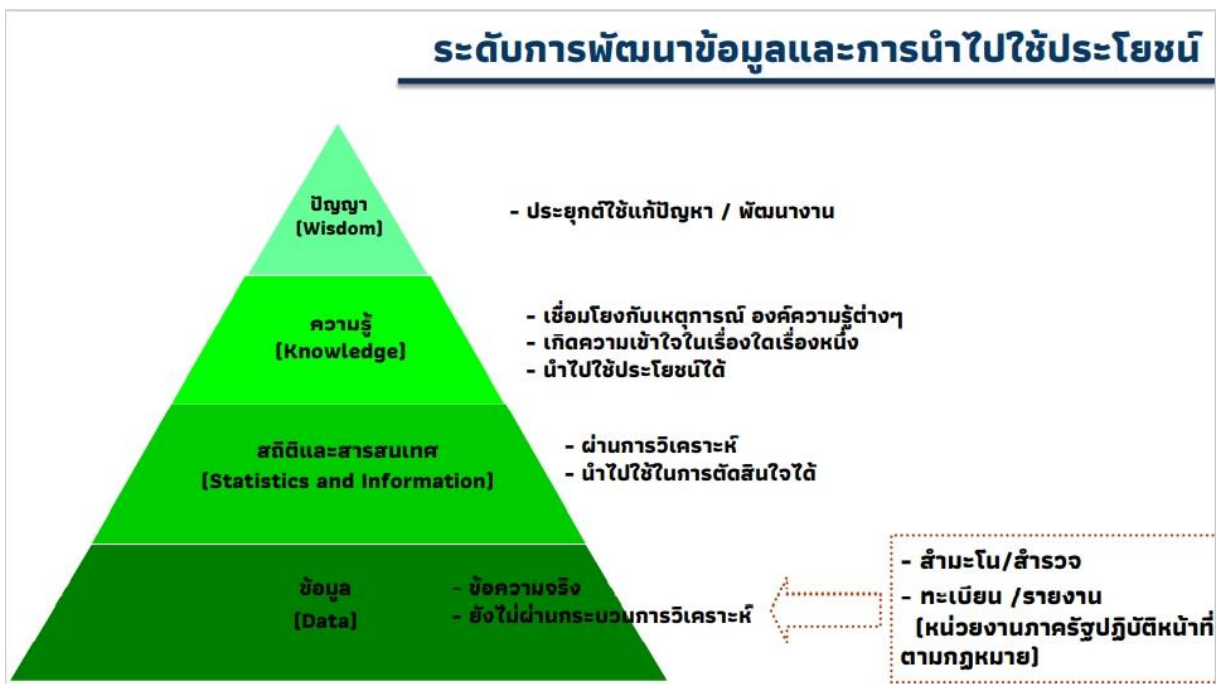 ระดับการพัฒนาข้อมูลและการนำไปใช้ประโยชน์
ปัญญา
(Wisdom)
- ประยุกต์ใช้แก้ปัญหา / พัฒนางาน
ความรู้
(Knowledge)
- เชื่อมโยงกับเหตุการณ์ องค์ความรู้ต่างๆ
- เกิดความเข้าใจในเรื่องใดเรื่องหนึ่ง
- นำไปใช้ประโยชน์ได้
สถิติและสารสนเทศ
(Statistics and Information)
- ผ่านการวิเคราะห์
- นำไปใช้ในการตัดสินใจได้
ข้อมูล
(Data)
- ข้อความจริง
- ยังไม่ผ่านกระบวนการวิเคราะห์
- สำมะโน/สำรวจ
- ทะเบียน /รายงาน
(หน่วยงานภาครัฐปฏิบัติหน้าที่
ตามกฎหมาย)